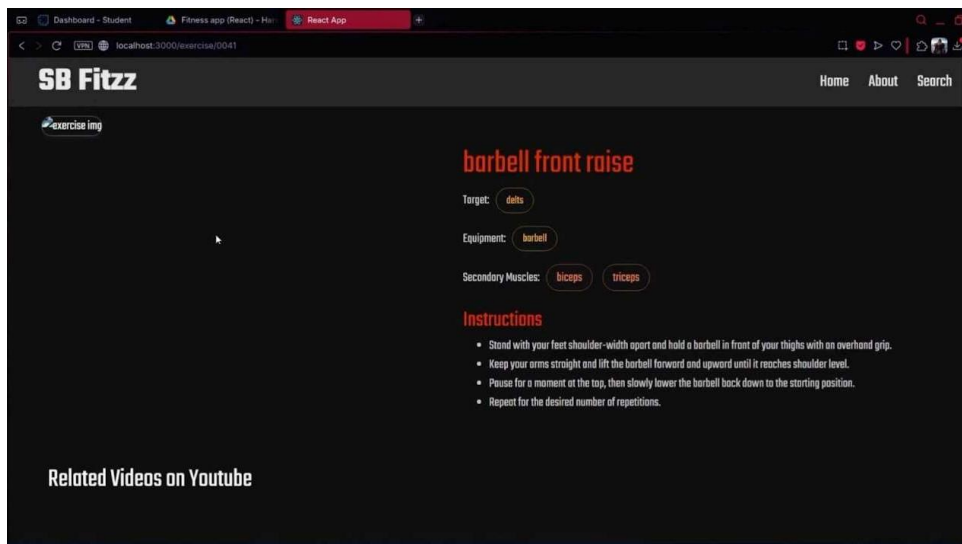 Dashboard - Student
Fitness app (React) - Har
React App
VPN
localhost:3000/exercise/0041
SB Fitzz
Home About Search
exercise img
barbell front raise
Target: delts
Equipment: barbell
Secondary Muscles: biceps triceps
Instructions
Stand with your feet shoulder-width apart and hold a barbell in front of your thighs with an overhand grip.
Keep your arms straight and lift the barbell forward and upward until it reaches shoulder level.
Pause for a moment at the top, then slowly lower the barbell back down to the starting position.
Repeat for the desired number of repetitions.
Related Videos on Youtube